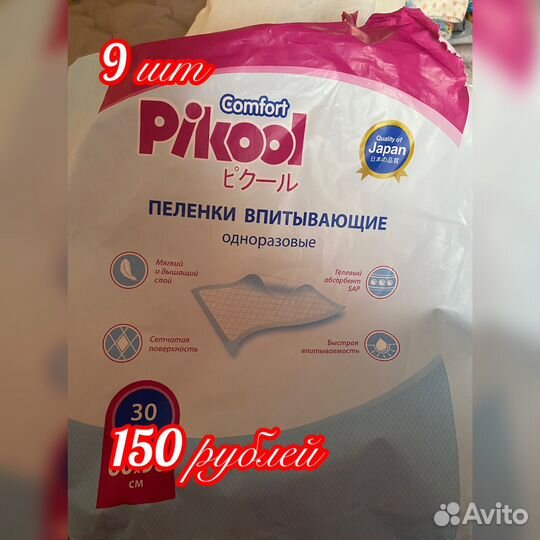 9 шт
Comfort
Pikool
ピクール
Quality of
Japan
日本の品質
ПЕЛЕНКИ ВПИТЫВАЮЩИЕ
одноразовые
Мягкий
и дышащий
слой
Гелевый
абсорбент
SAP
Сетчатая
поверхность
Быстрая
впитываемость
30
150 рублей
см
Avito